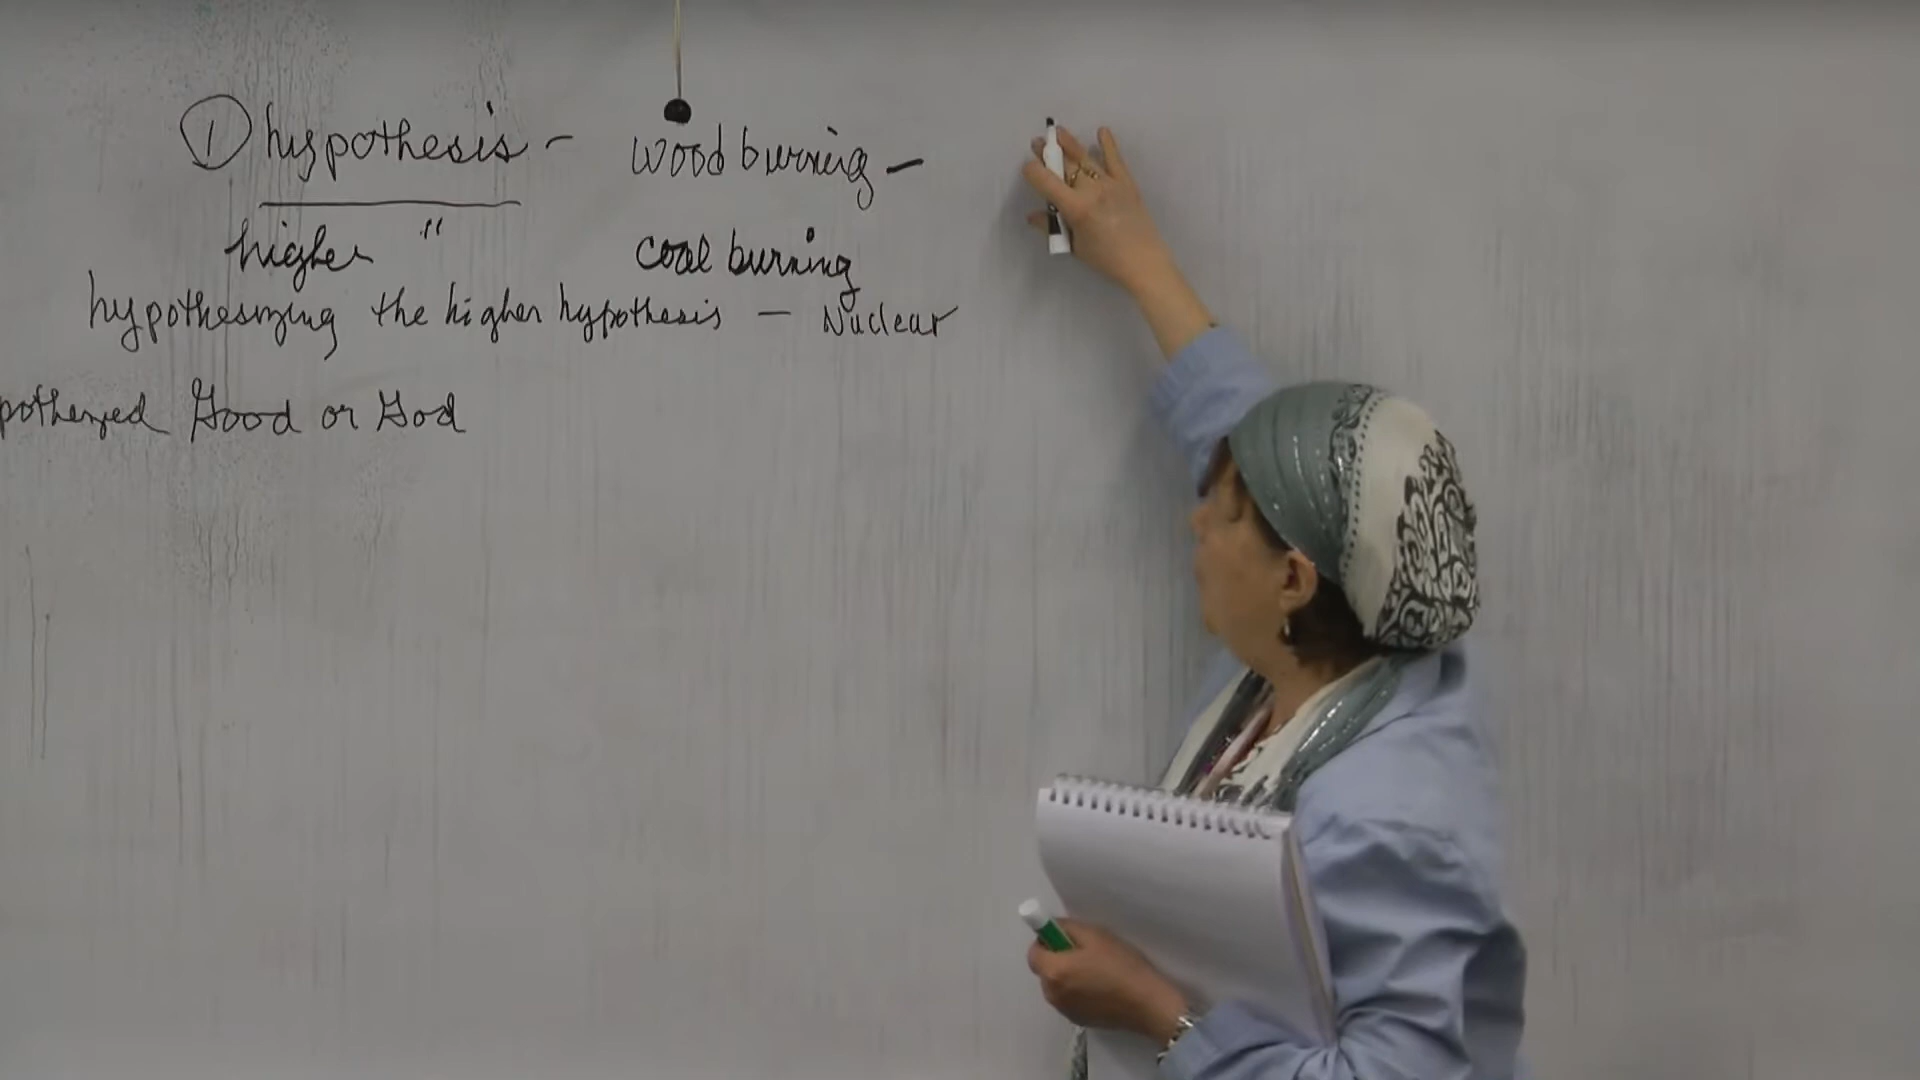 ① hypothesis - wood burning -
higher " coal burning
hypothesizing the higher hypothesis - Nuclear
pothesized Good or God